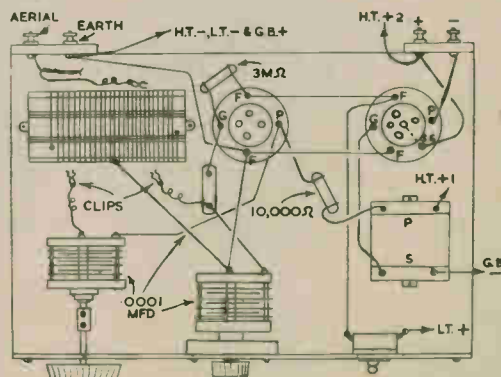 AERIAL
EARTH
H.T.-, L.T.- & G.B.+
H.T.+2 + -
3MΩ
F
F
G
P
G
P
F
F
CLIPS
10,000Ω
H.T.+1
P
S
G.B.
-
.0001
MFD
L.T.+